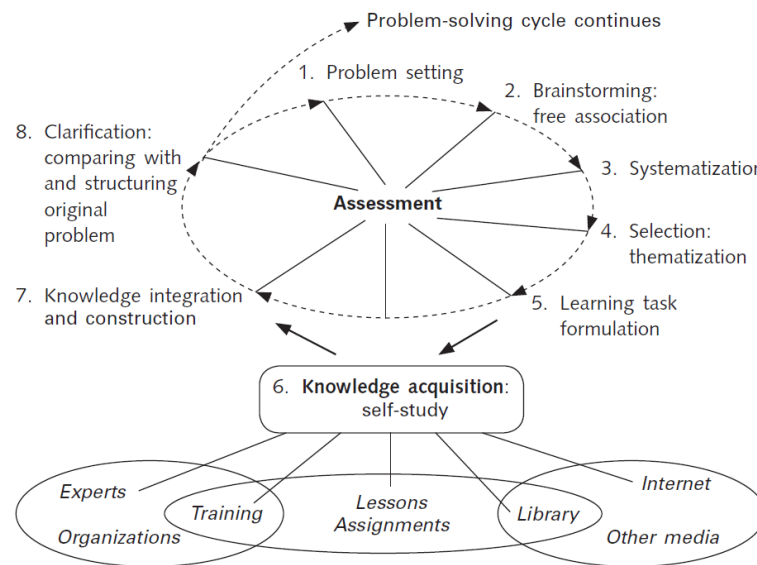 Problem-solving cycle continues
1. Problem setting
2. Brainstorming:
free association
8. Clarification:
comparing with
and structuring
original
problem
3. Systematization
Assessment
4. Selection:
thematization
7. Knowledge integration
and construction
5. Learning task
formulation
6. Knowledge acquisition:
self-study
Experts
Organizations
Training
Lessons
Assignments
Library
Internet
Other media